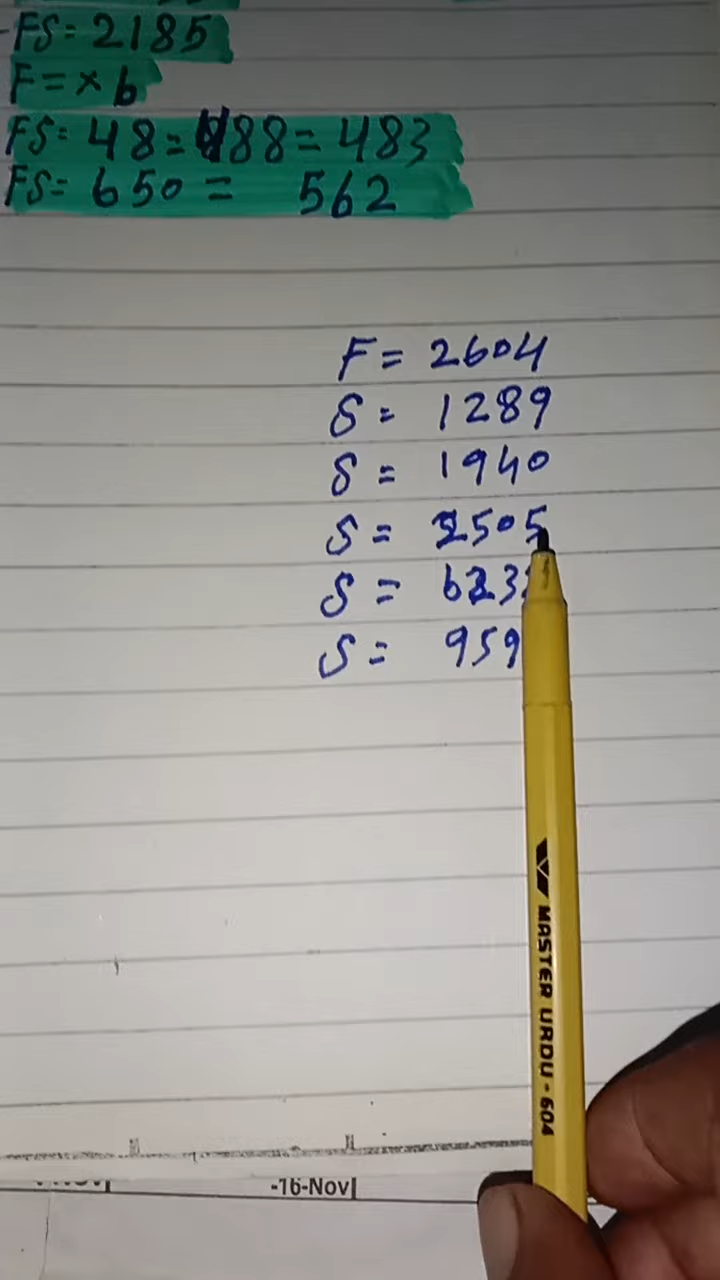 FS=2185
F=×6
FS=48=488=483
FS=650= 562
F=2604
S=1289
S=1940
S=2505
S=
S=959
MASTER URDU-604
-16-Nov